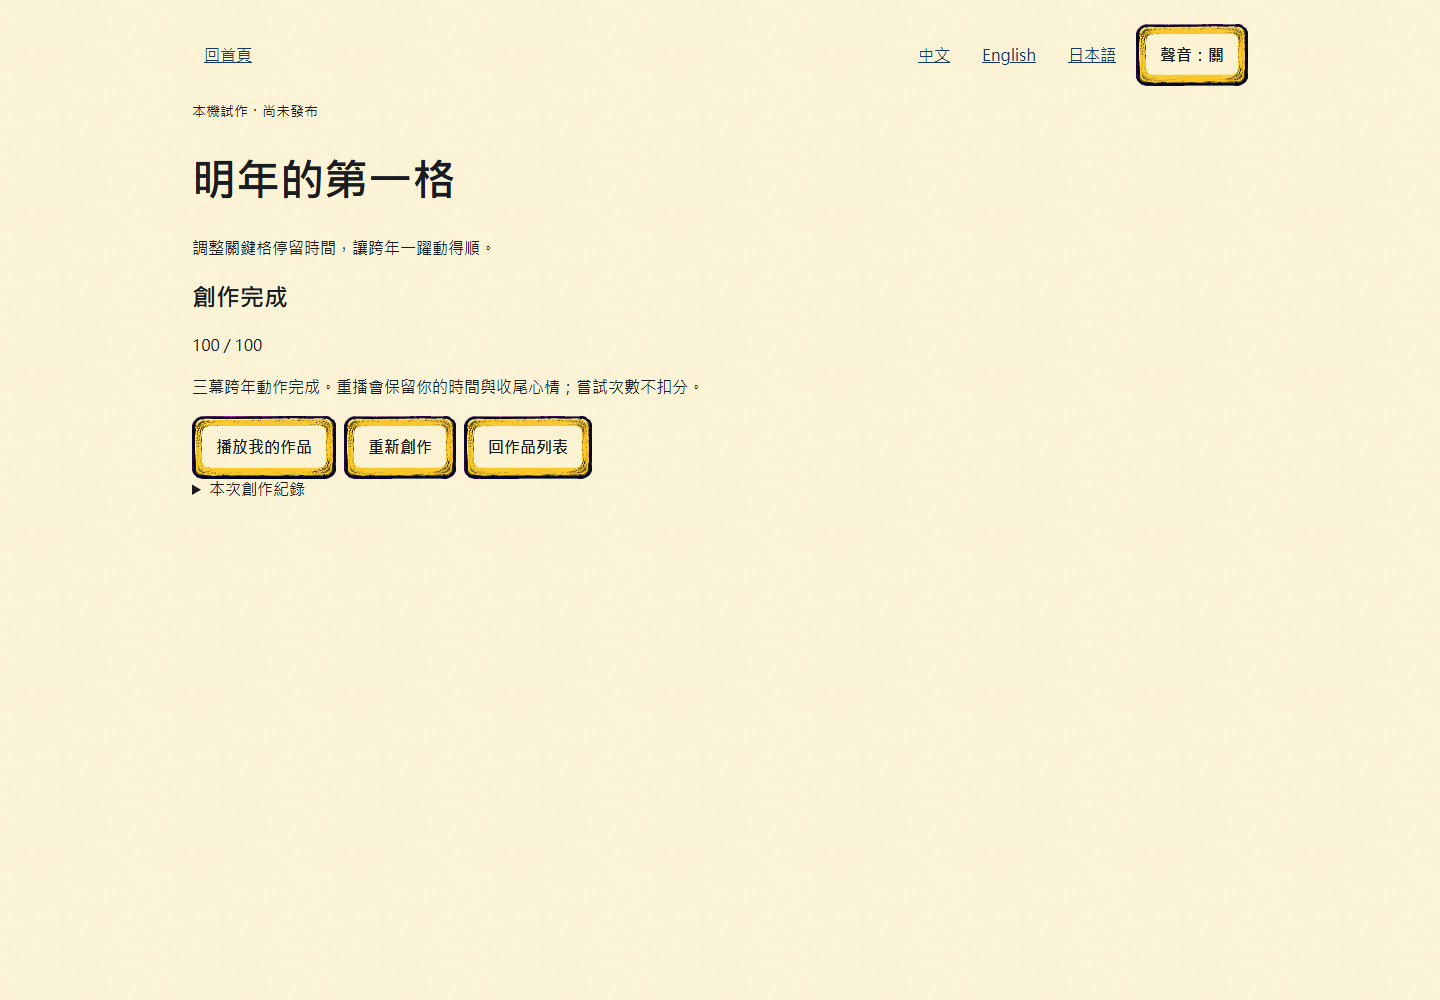 回首頁
中文 English 日本語 聲音：關
本機試作・尚未發布
明年的第一格
調整關鍵格停留時間，讓跨年一躍動得順。
創作完成
100 / 100
三幕跨年動作完成。重播會保留你的時間與收尾心情；嘗試次數不扣分。
播放我的作品 重新創作 回作品列表
▶ 本次創作紀錄